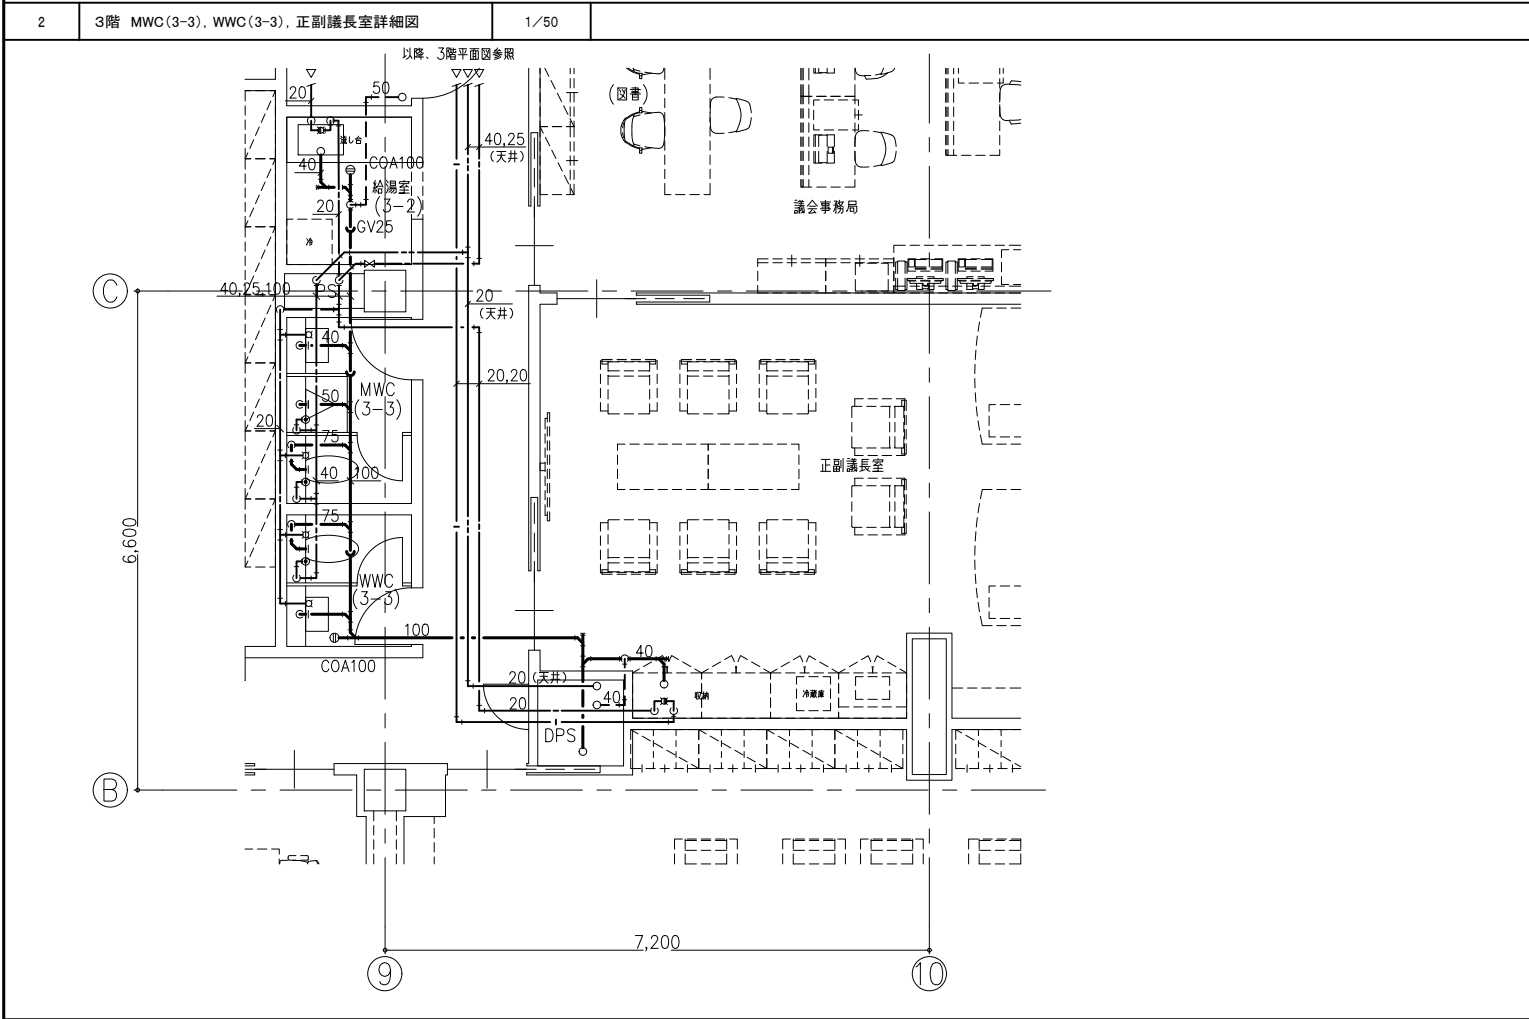 2
3階 MWC(3-3), WWC(3-3), 正副議長室詳細図
1/50
以降、3階平面図参照
20
50
(図書)
流し台
40,25
(天井)
40
COA100
給湯室
(3-2)
20
GV25
議会事務局
冷
C
40,25,100
PS
20
(天井)
40
20,20
MWC
(3-3)
50
20
75
40
100
正副議長室
75
6,600
WWC
(3-3)
100
COA100
40
20
(天井)
40
20
収納
冷蔵庫
DPS
B
7,200
9
10